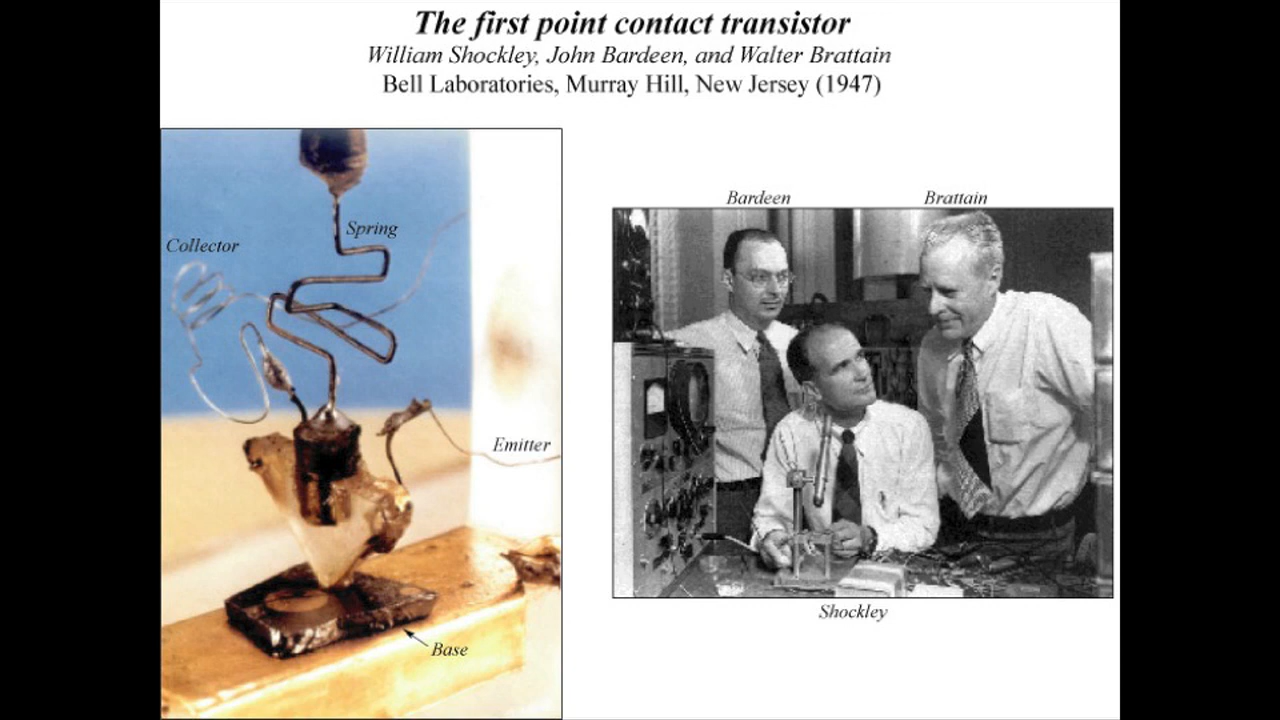 The first point contact transistor
William Shockley, John Bardeen, and Walter Brattain
Bell Laboratories, Murray Hill, New Jersey (1947)
Collector
Spring
Emitter
Base
Bardeen
Brattain
Shockley